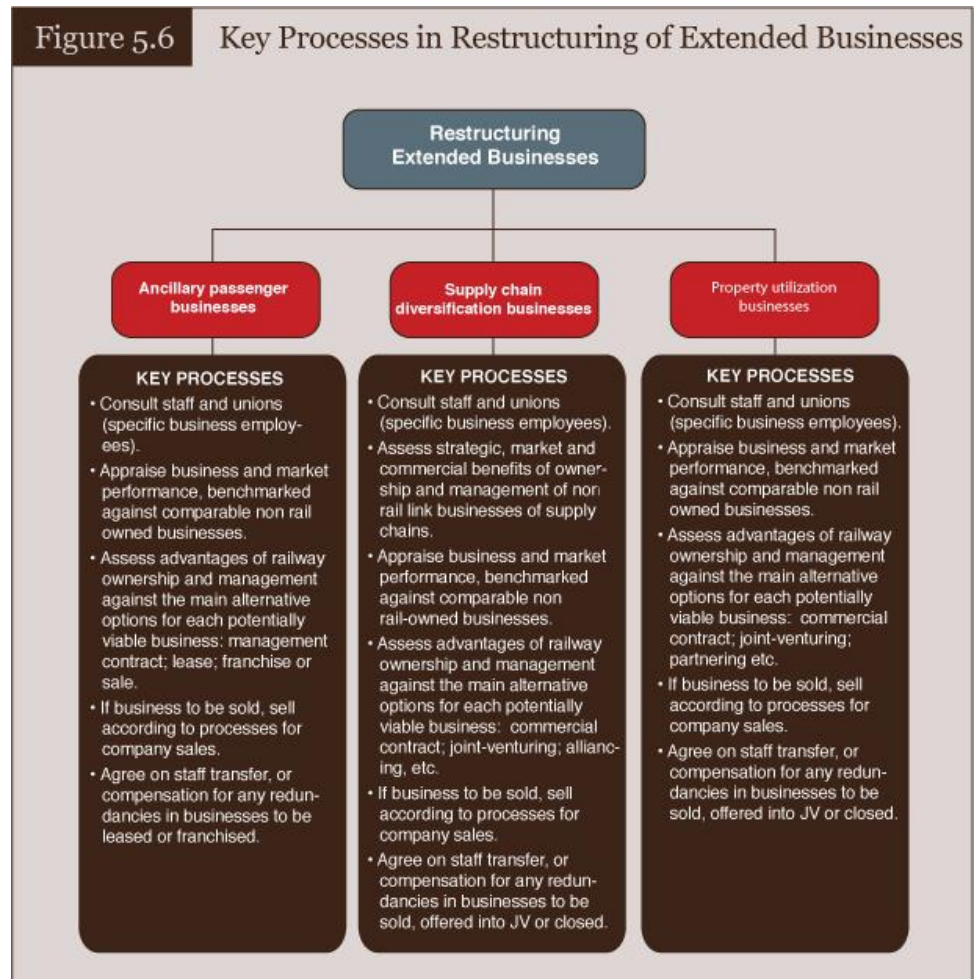 Figure 5.6
Key Processes in Restructuring of Extended Businesses
Restructuring
Extended Businesses
Ancillary passenger
businesses
Supply chain
diversification businesses
Property utilization
businesses
KEY PROCESSES
• Consult staff and unions
(specific business employ-
ees).
• Appraise business and market
performance, benchmarked
against comparable non rail
owned businesses.
• Assess advantages of railway
ownership and management
against the main alternative
options for each potentially
viable business: management
contract; lease; franchise or
sale.
• If business to be sold, sell
according to processes for
company sales.
• Agree on staff transfer, or
compensation for any redun-
dancies in businesses to be
leased or franchised.
KEY PROCESSES
• Consult staff and unions
(specific business employees).
• Assess strategic, market and
commercial benefits of owner-
ship and management of non
rail link businesses of supply
chains.
• Appraise business and market
performance, benchmarked
against comparable non
rail-owned businesses.
• Assess advantages of railway
ownership and management
against the main alternative
options for each potentially
viable business: commercial
contract; joint-venturing; allianc-
ing, etc.
• If business to be sold, sell
according to processes for
company sales.
• Agree on staff transfer, or
compensation for any redun-
dancies in businesses to be
sold, offered into JV or closed.
KEY PROCESSES
• Consult staff and unions
(specific business employees).
• Appraise business and market
performance, benchmarked
against comparable non rail
owned businesses.
• Assess advantages of railway
ownership and management
against the main alternative
options for each potentially
viable business: commercial
contract; joint-venturing;
partnering etc.
• If business to be sold, sell
according to processes for
company sales.
• Agree on staff transfer, or
compensation for any redun-
dancies in businesses to be
sold, offered into JV or closed.